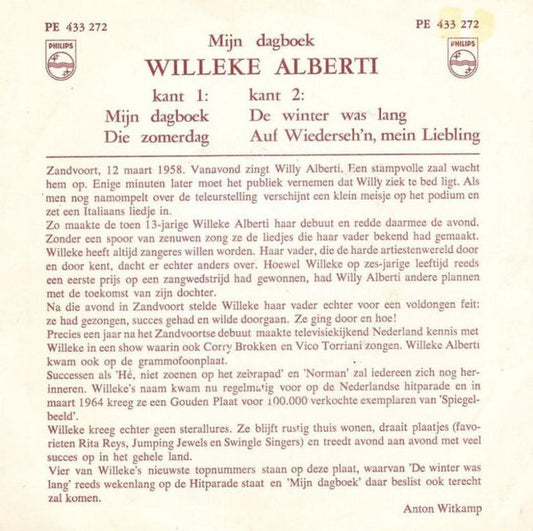 PE 433 272 PE 433 272
PHILIPS PHILIPS
Mijn dagboek
WILLEKE ALBERTI
kant 1: kant 2:
Mijn dagboek De winter was lang
Die zomerdag Auf Wiederseh'n, mein Liebling
Zandvoort, 12 maart 1958. Vanavond zingt Willy Alberti. Een stampvolle zaal wacht
hem op. Enige minuten later moet het publiek vernemen dat Willy ziek te bed ligt. Als
men nog namompelt over de teleurstelling verschijnt een klein meisje op het podium en
zet een Italiaans liedje in.
Zo maakte de toen 13-jarige Willeke Alberti haar debuut en redde daarmee de avond.
Zonder een spoor van zenuwen zong ze de liedjes die haar vader bekend had gemaakt.
Willeke heeft altijd zangeres willen worden. Haar vader, die de harde artiestenwereld door
en door kent, dacht er echter anders over. Hoewel Willeke op zes-jarige leeftijd reeds
een eerste prijs op een zangwedstrijd had gewonnen, had Willy Alberti andere plannen
met de toekomst van zijn dochter.
Na die avond in Zandvoort stelde Willeke haar vader echter voor een voldongen feit:
ze had gezongen, succes gehad en wilde doorgaan. Ze ging door en hoe!
Precies een jaar na het Zandvoortse debuut maakte televisiekijkend Nederland kennis met
Willeke in een show waarin ook Corry Brokken en Vico Torriani zongen. Willeke Alberti
kwam ook op de grammofoonplaat.
Successen als 'Hé, niet zoenen op het zebrapad' en 'Norman' zal iedereen zich nog her-
inneren. Willeke's naam kwam nu regelmatig voor op de Nederlandse hitparade en in
maart 1964 kreeg ze een Gouden Plaat voor 100.000 verkochte exemplaren van 'Spiegel-
beeld'.
Willeke kreeg echter geen sterallures. Ze blijft rustig thuis wonen, draait plaatjes (favo-
rieten Rita Reys, Jumping Jewels en Swingle Singers) en treedt avond aan avond met veel
succes op in het gehele land.
Vier van Willeke's nieuwste topnummers staan op deze plaat, waarvan 'De winter was
lang' reeds wekenlang op de Hitparade staat en 'Mijn dagboek' daar beslist ook terecht
zal komen.
Anton Witkamp